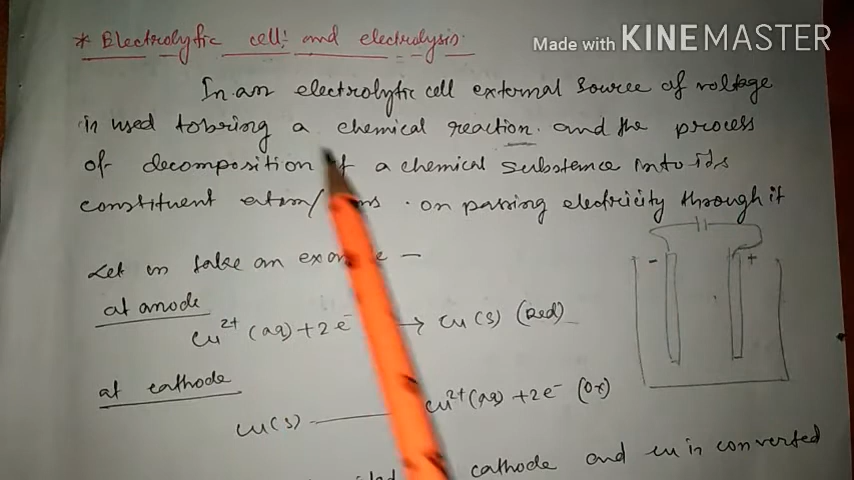 * Electrolytic cell: and electrolysis.
Made with KINEMASTER
In an electrolytic cell external source of voltage
is used to bring a chemical reaction. and the process
of decomposition of a chemical substance into ids
constituent atom/ . on passing electricity through it
Let us take an
- +
at anode
Cu2+ (aq) + 2e- → Cu(s) (Red)
at cathode
Cu(s) Cu2+ (aq) + 2e- (Ox)
cathode and Cu is converted